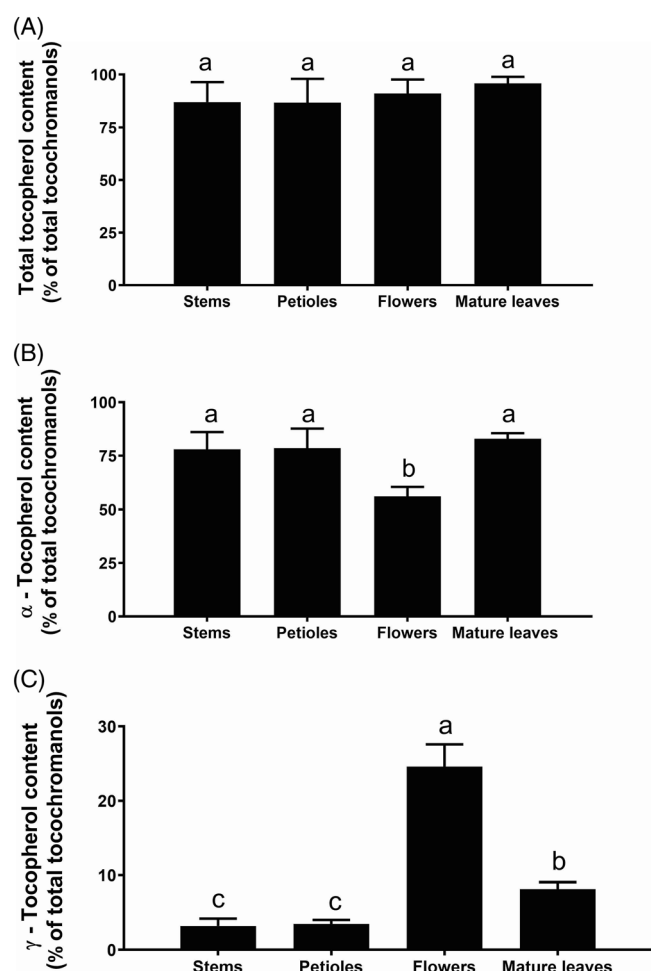 (A)
Total tocopherol content
(% of total tocochromanols)
100
75
50
25
0
a
a
a
a
Stems
Petioles
Flowers
Mature leaves
(B)
α - Tocopherol content
(% of total tocochromanols)
100
75
50
25
0
a
a
b
a
Stems
Petioles
Flowers
Mature leaves
(C)
γ - Tocopherol content
(% of total tocochromanols)
30
20
10
0
c
c
a
b
Stems
Petioles
Flowers
Mature leaves